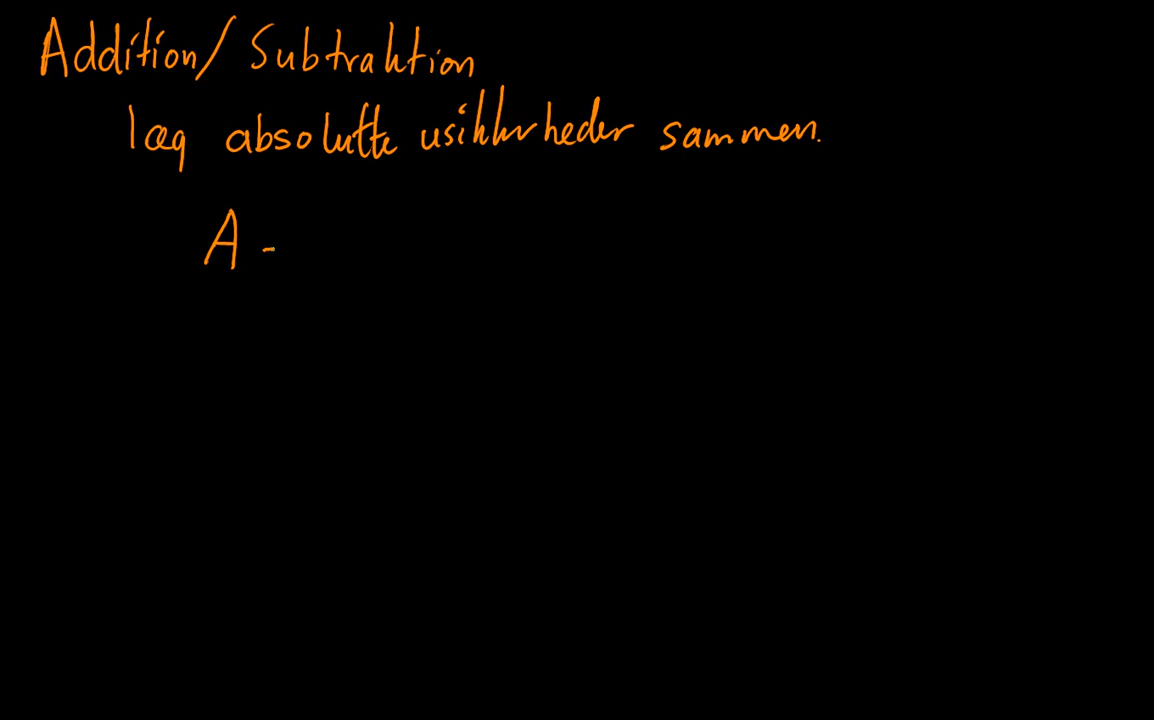 Addition/Subtraktion
læg absolutte usikkerheder sammen.
A -